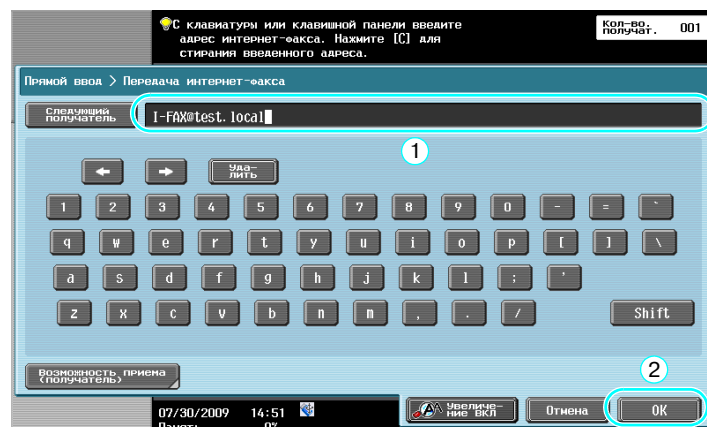 С клавиатуры или клавишной панели введите
адрес интернет-факса. Нажмите [C] для
стирания введенного адреса.
Кол-во.
получат. 001
Прямой ввод > Передача интернет-факса
Следующий
получатель
I-FAX@test.local
1
← → Уда-
лить
1 2 3 4 5 6 7 8 9 0 - = `
q w e r t y u i o p [ ] \
a s d f g h j k l ; '
z x c v b n m , . / Shift
Возможность приема
(получатель)
2
07/30/2009 14:51
Увеличе-
ние ВКЛ
Отмена
OK
Память 0%